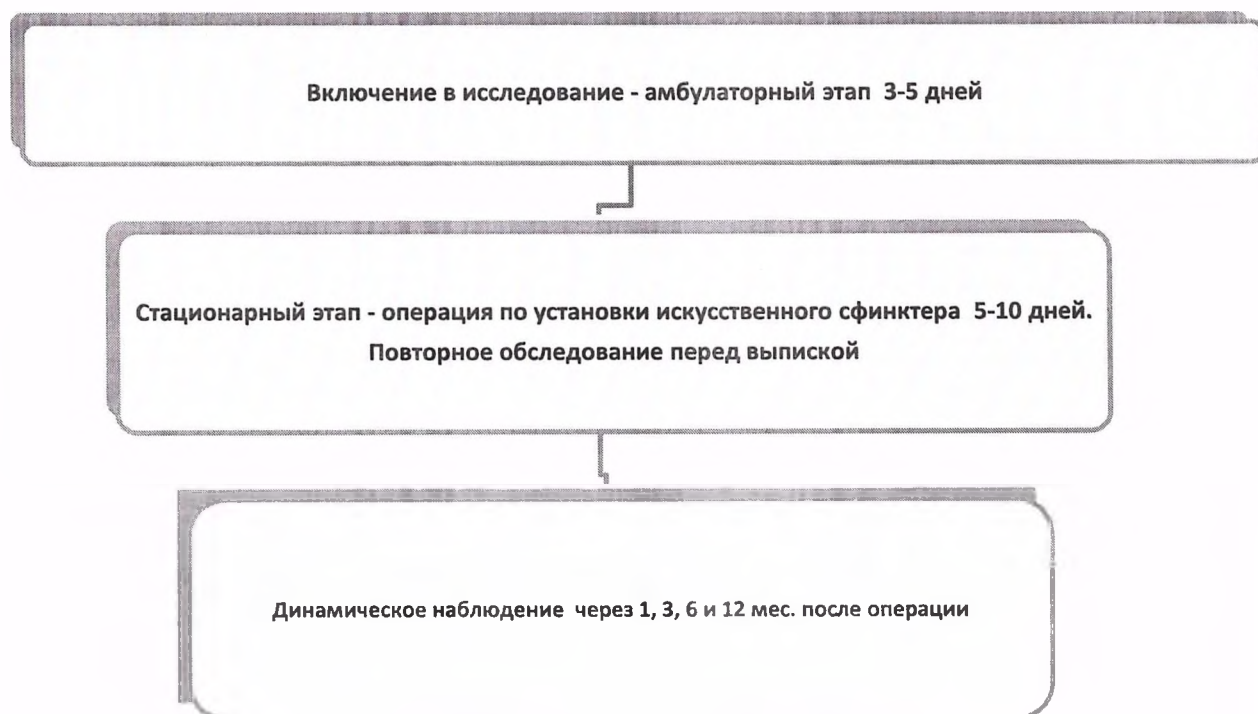 Включение в исследование - амбулаторный этап 3-5 дней
Стационарный этап - операция по установки искусственного сфинктера 5-10 дней.
Повторное обследование перед выпиской
Динамическое наблюдение через 1, 3, 6 и 12 мес. после операции